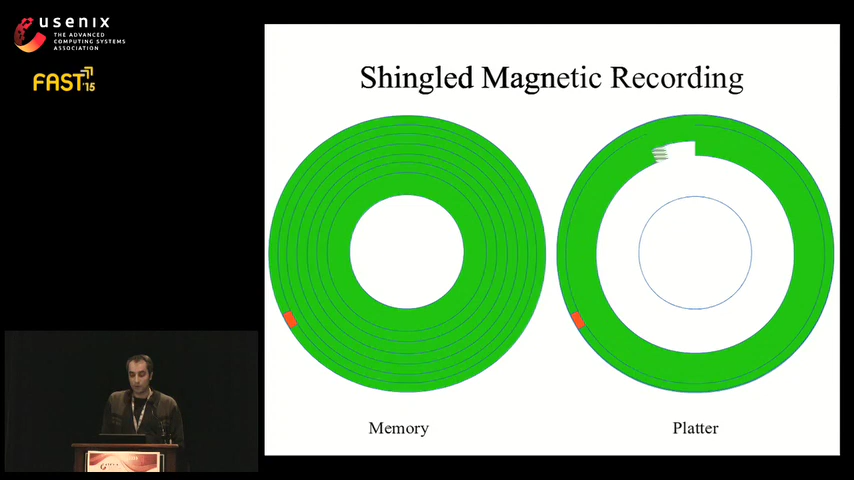 usenix
THE ADVANCED
COMPUTING SYSTEMS
ASSOCIATION
FAST'15
Shingled Magnetic Recording
Memory
Platter